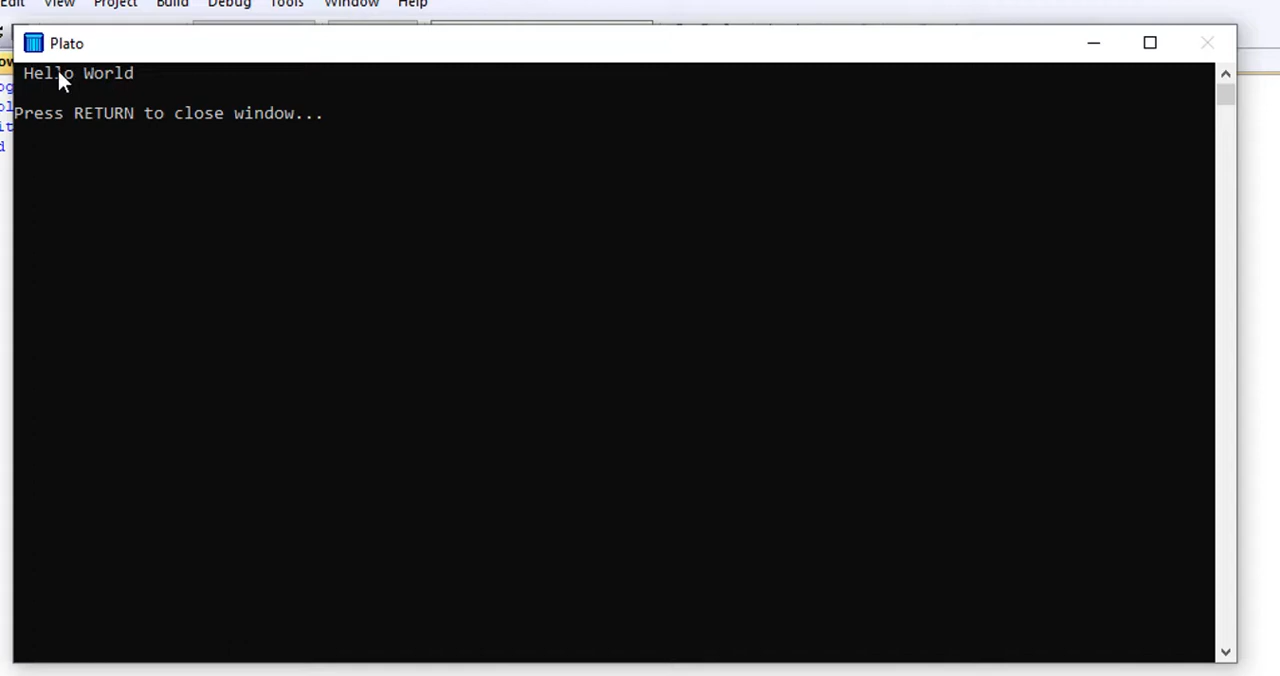 Edit View Project Build Debug Tools Window Help
Plato
Hello World
Press RETURN to close window...